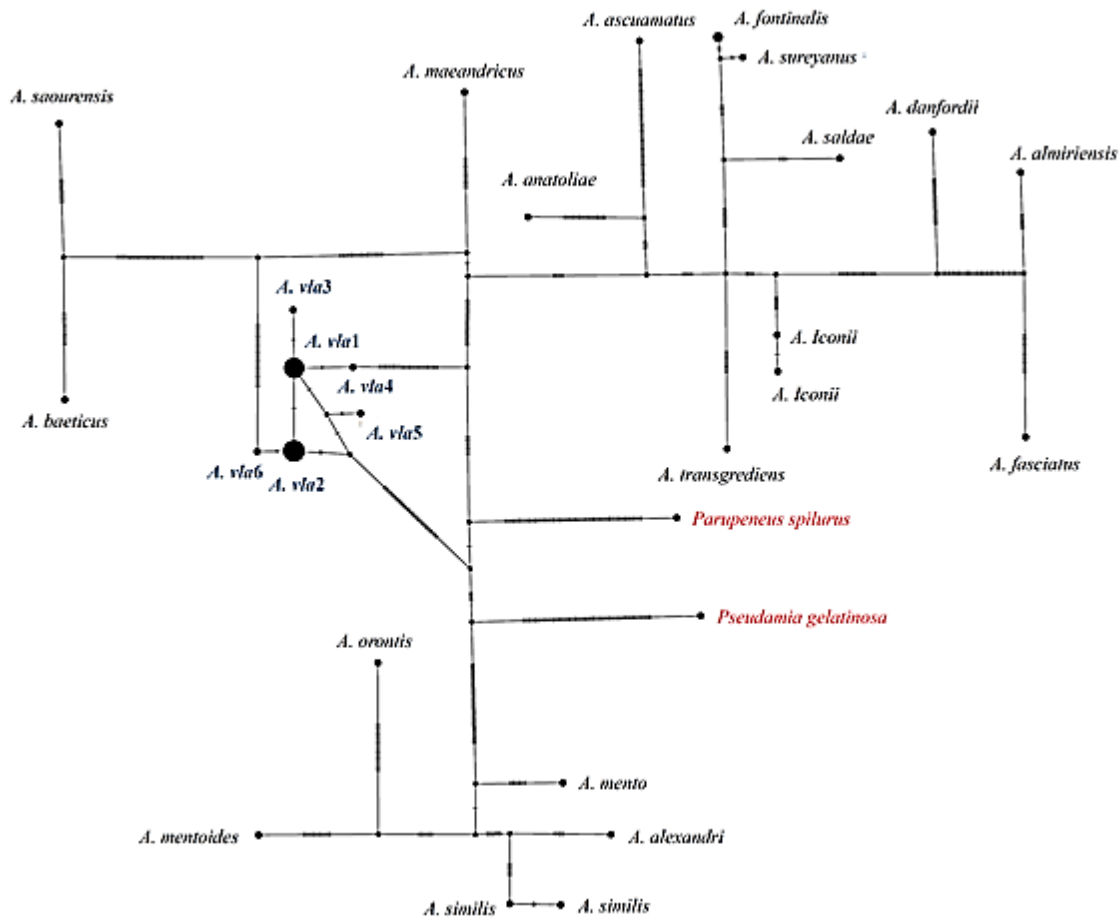 A. ascuamatus
A. fontinalis
A. sureyanus
A. maeandricus
A. saourensis
A. danfordii
A. saldae
A. almiriensis
A. anatoliae
A. vla3
A. vla1
A. Iconii
A. vla4
A. Iconii
A. baeticus
A. vla5
A. vla6
A. vla2
A. transgrediens
A. fasciatus
Parupeneus spilurus
Pseudamia gelatinosa
A. orontis
A. mento
A. mentoides
A. alexandri
A. similis
A. similis